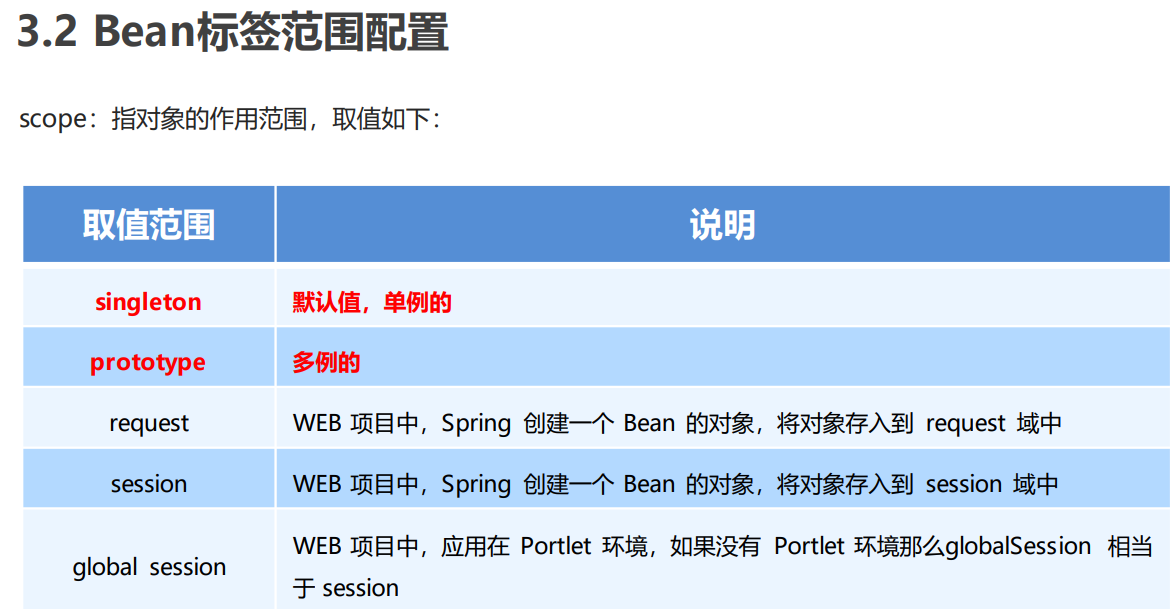 3.2 Bean标签范围配置
scope：指对象的作用范围，取值如下：
取值范围 说明
singleton 默认值，单例的
prototype 多例的
request WEB 项目中，Spring 创建一个 Bean 的对象，将对象存入到 request 域中
session WEB 项目中，Spring 创建一个 Bean 的对象，将对象存入到 session 域中
global session WEB 项目中，应用在 Portlet 环境，如果没有 Portlet 环境那么globalSession 相当
于 session